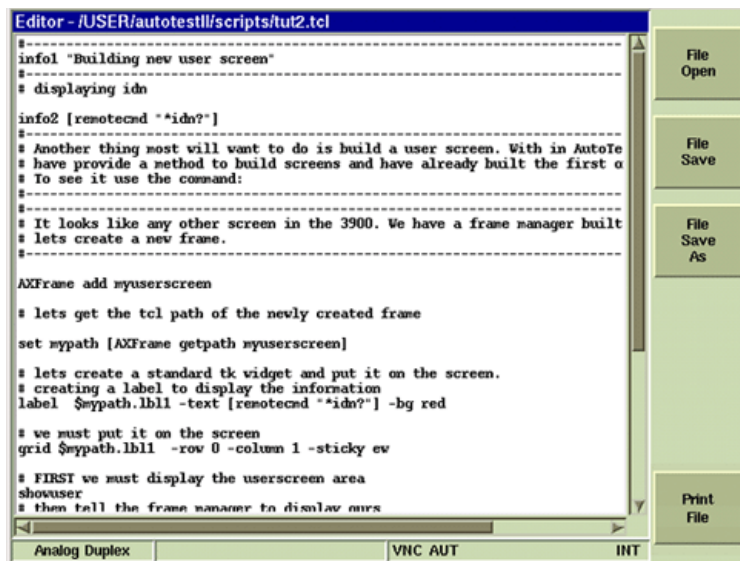 Editor - /USER/autotestII/scripts/tut2.tcl
#-------------------------------------------------------------------------
info1 "Building new user screen"
#-------------------------------------------------------------------------
# displaying idn
info2 [remotecmd "*idn?"]
#-------------------------------------------------------------------------
# Another thing most will want to do is build a user screen. With in AutoTe
# have provide a method to build screens and have already built the first o
# To see it use the command:
#-------------------------------------------------------------------------
#-------------------------------------------------------------------------
# It looks like any other screen in the 3900. We have a frame manager built
# lets create a new frame.
#-------------------------------------------------------------------------
AXFrame add myuserscreen
# lets get the tcl path of the newly created frame
set mypath [AXFrame getpath myuserscreen]
# lets create a standard tk widget and put it on the screen.
# creating a label to display the information
label $mypath.lbl1 -text [remotecmd "*idn?"] -bg red
# we must put it on the screen
grid $mypath.lbl1 -row 0 -column 1 -sticky ew
# FIRST we must display the userscreen area
showuser
# then tell the frame manager to display ours
Analog Duplex
VNC AUT
INT
File
Open
File
Save
File
Save
As
Print
File